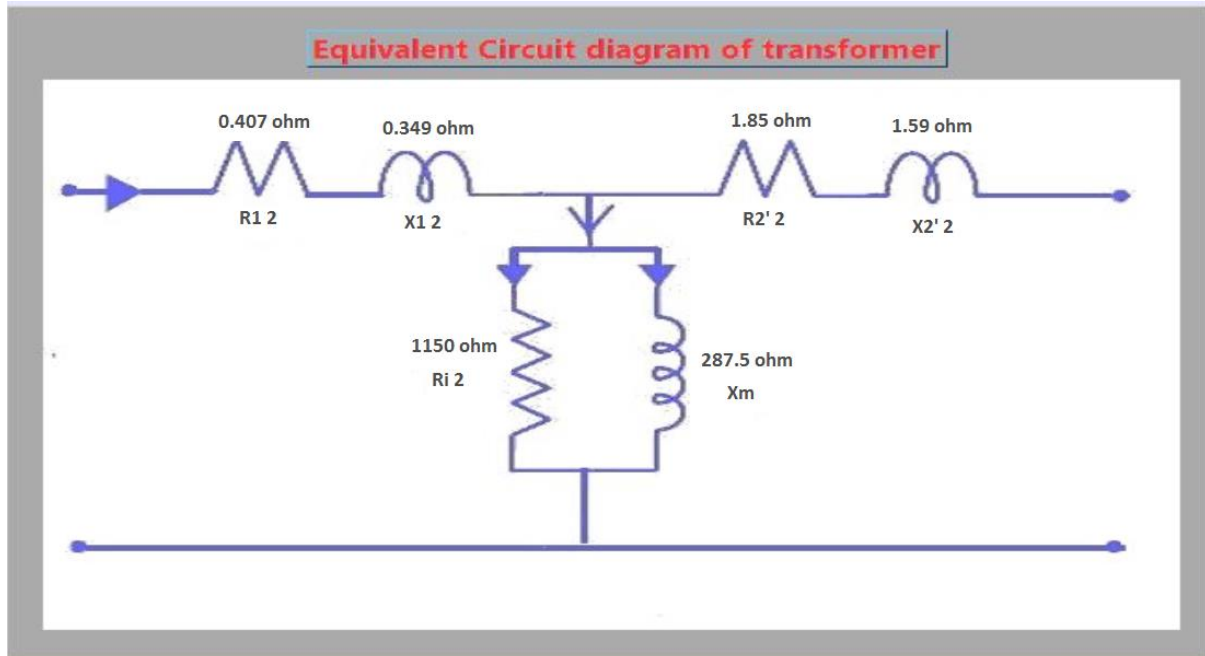 Equivalent Circuit diagram of transformer
0.407 ohm
0.349 ohm
1.85 ohm
1.59 ohm
R1 2
X1 2
R2' 2
X2' 2
1150 ohm
Ri 2
287.5 ohm
Xm